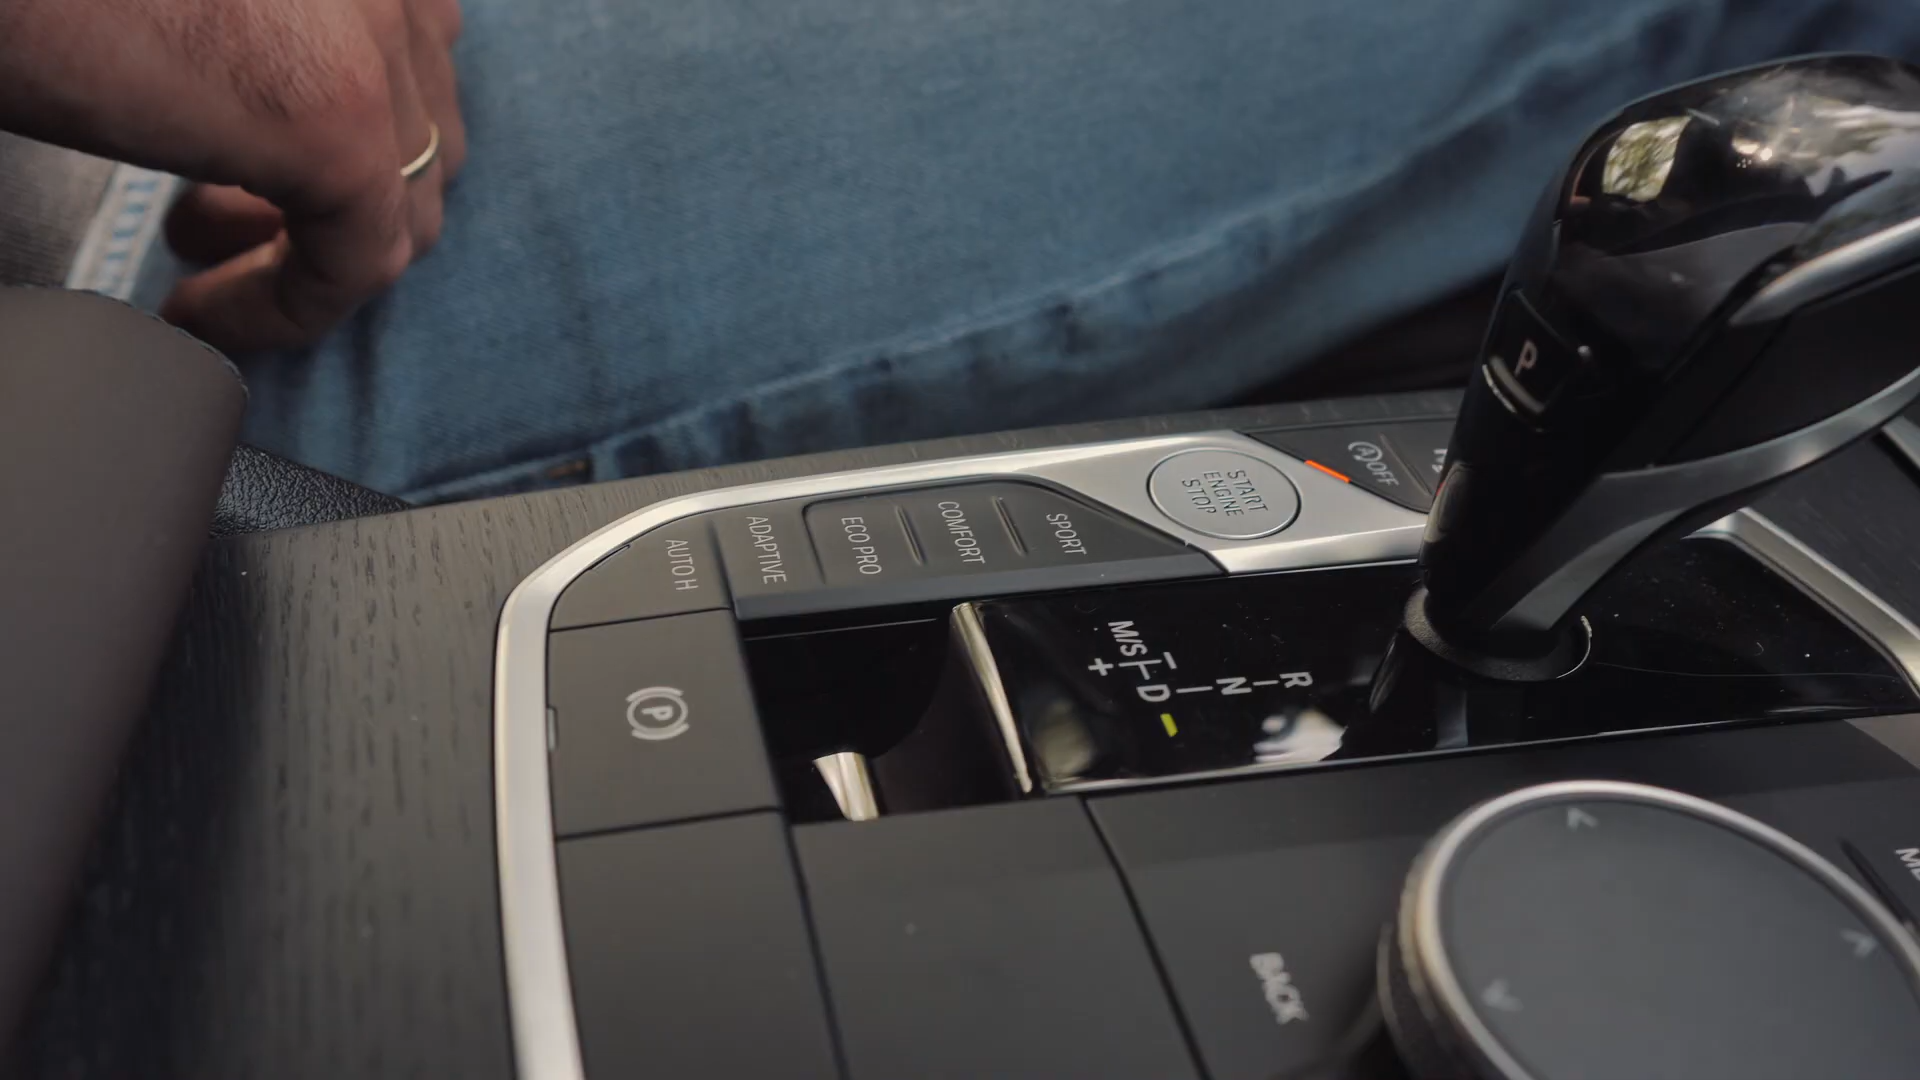 P
START
ENGINE
STOP
(A)OFF
SPORT
COMFORT
ECO PRO
ADAPTIVE
AUTO H
(P)
M/S
+
−
D
N
R
BACK